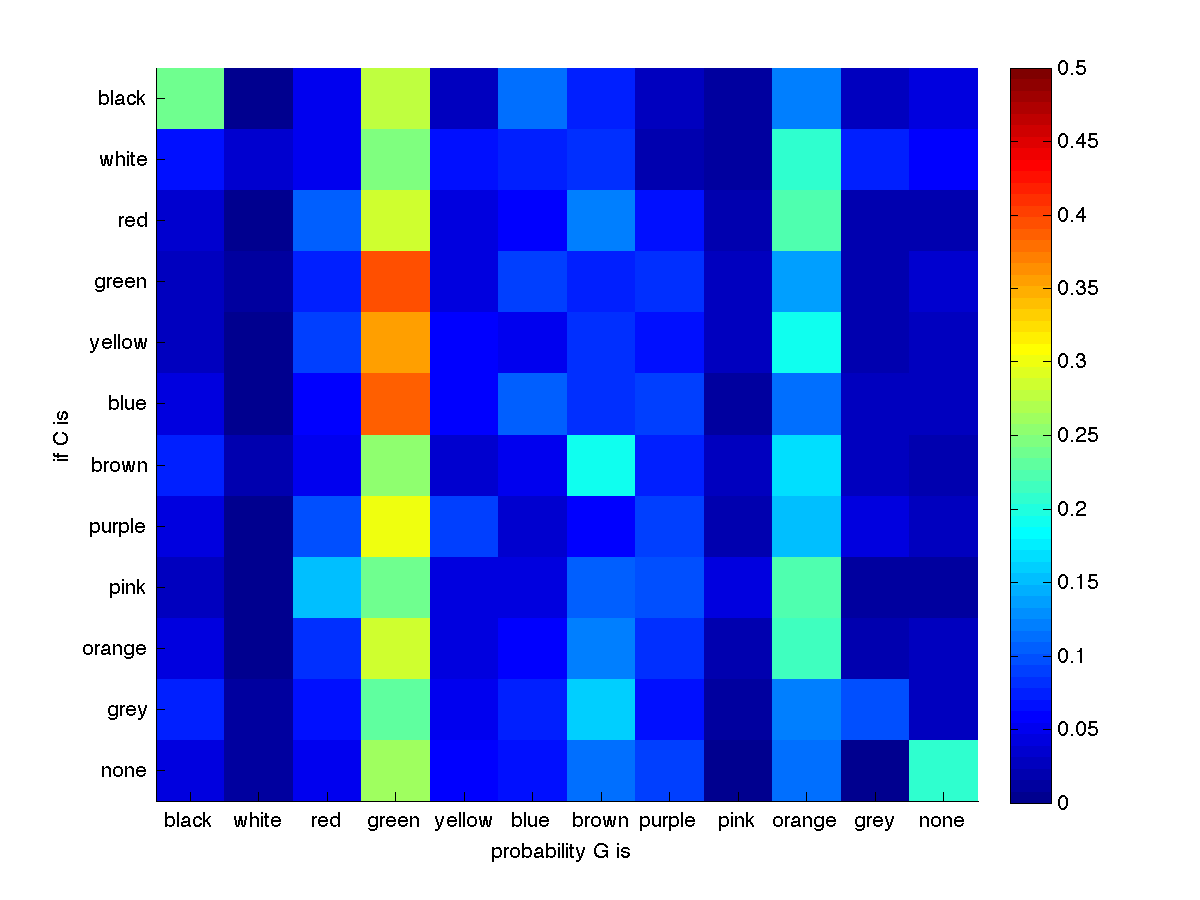 black
white
red
green
yellow
blue
brown
purple
pink
orange
grey
none
if C is
black white red green yellow blue brown purple pink orange grey none
probability G is
0.5
0.45
0.4
0.35
0.3
0.25
0.2
0.15
0.1
0.05
0